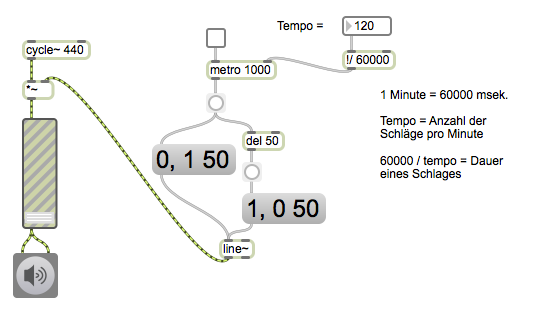 Tempo =
120
cycle~ 440
metro 1000
!/ 60000
*~
1 Minute = 60000 msek.
Tempo = Anzahl der
Schläge pro Minute
del 50
0, 1 50
60000 / tempo = Dauer
eines Schlages
1, 0 50
line~